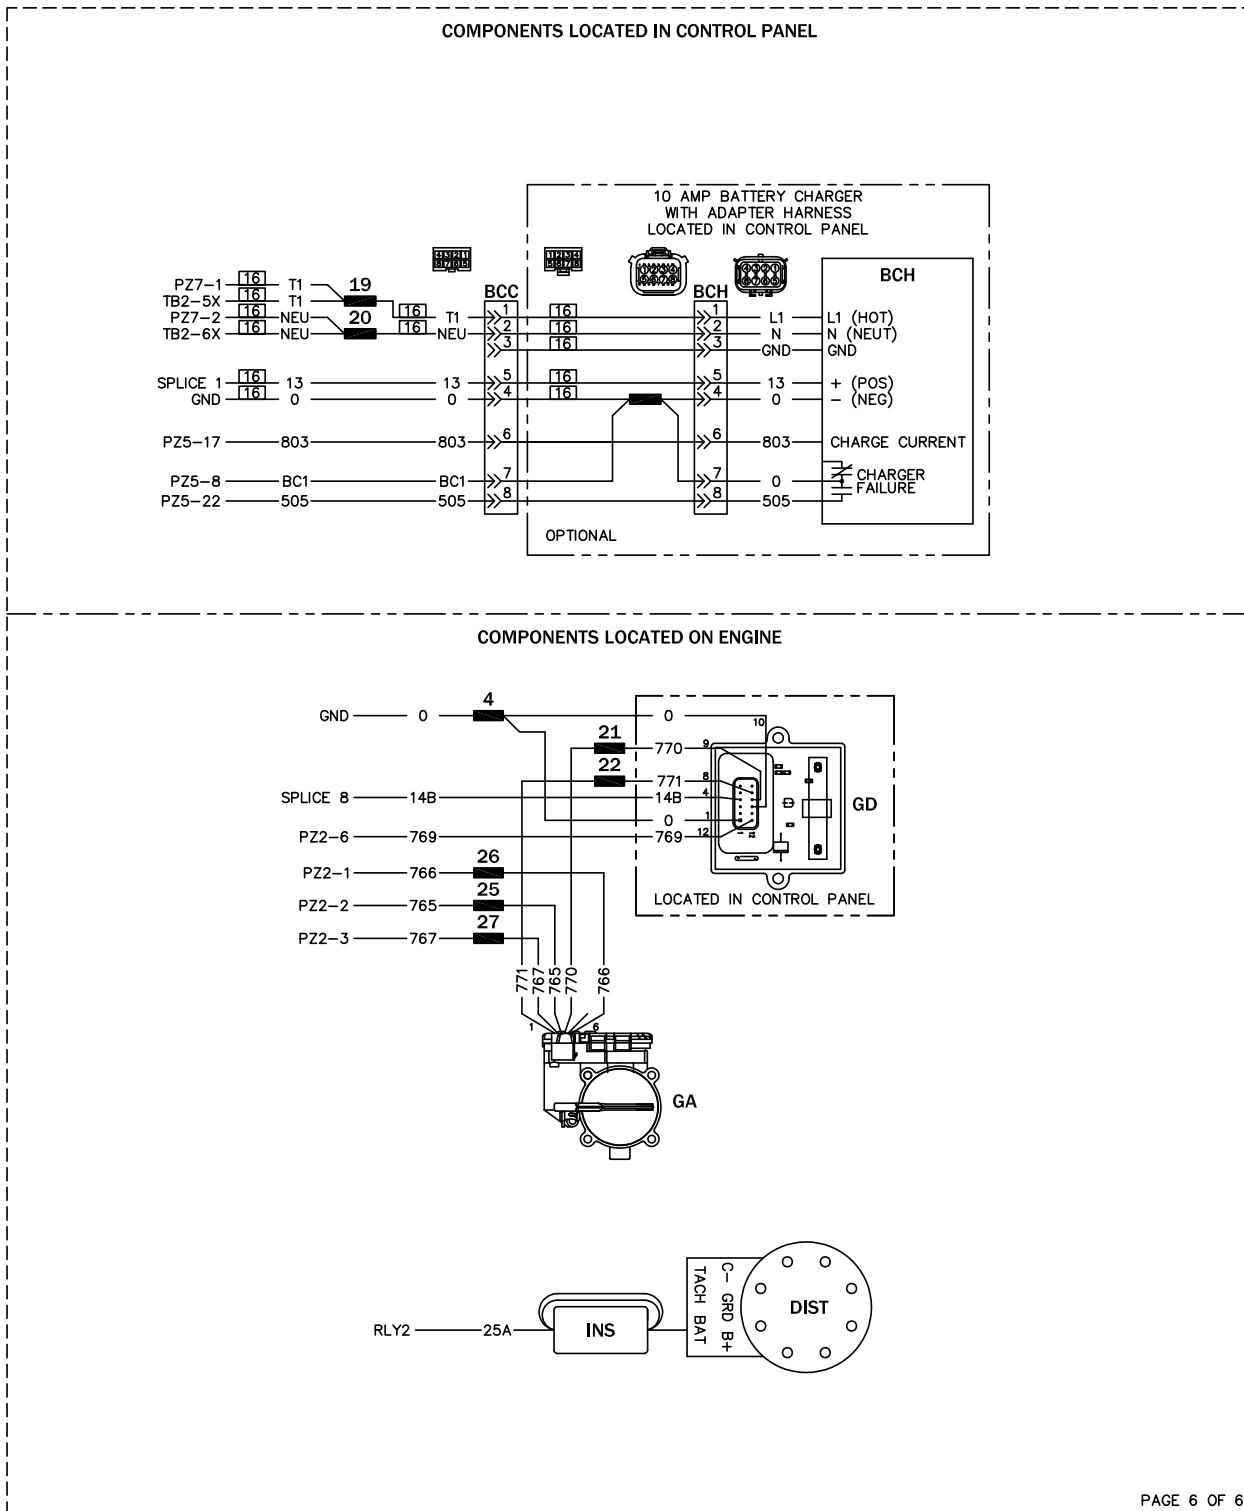 COMPONENTS LOCATED IN CONTROL PANEL
10 AMP BATTERY CHARGER
WITH ADAPTER HARNESS
LOCATED IN CONTROL PANEL
BCH
BCC
BCH
PZ7-1 16 T1 19
TB2-5X 16 T1 16 T1 1 16 1 L1 L1 (HOT)
PZ7-2 16 NEU 20
TB2-6X 16 NEU 16 NEU 2 16 2 N N (NEUT)
3 16 3 GND GND
SPLICE 1 16 13 13 5 16 5 13 + (POS)
GND 16 0 0 4 16 4 0 - (NEG)
PZ5-17 803 803 6 6 803 CHARGE CURRENT
PZ5-8 BC1 BC1 7 7 0 CHARGER
FAILURE
PZ5-22 505 505 8 8 505
OPTIONAL
COMPONENTS LOCATED ON ENGINE
GND 0 4 0 10
21 770 9
22 771 8
SPLICE 8 14B 14B 4 GD
0 1
PZ2-6 769 769 12
PZ2-1 766 26
LOCATED IN CONTROL PANEL
PZ2-2 765 25
PZ2-3 767 27
771 767 765 770 766
1 6
GA
RLY2 25A INS
C- GRD B+
TACH BAT
DIST
PAGE 6 OF 6